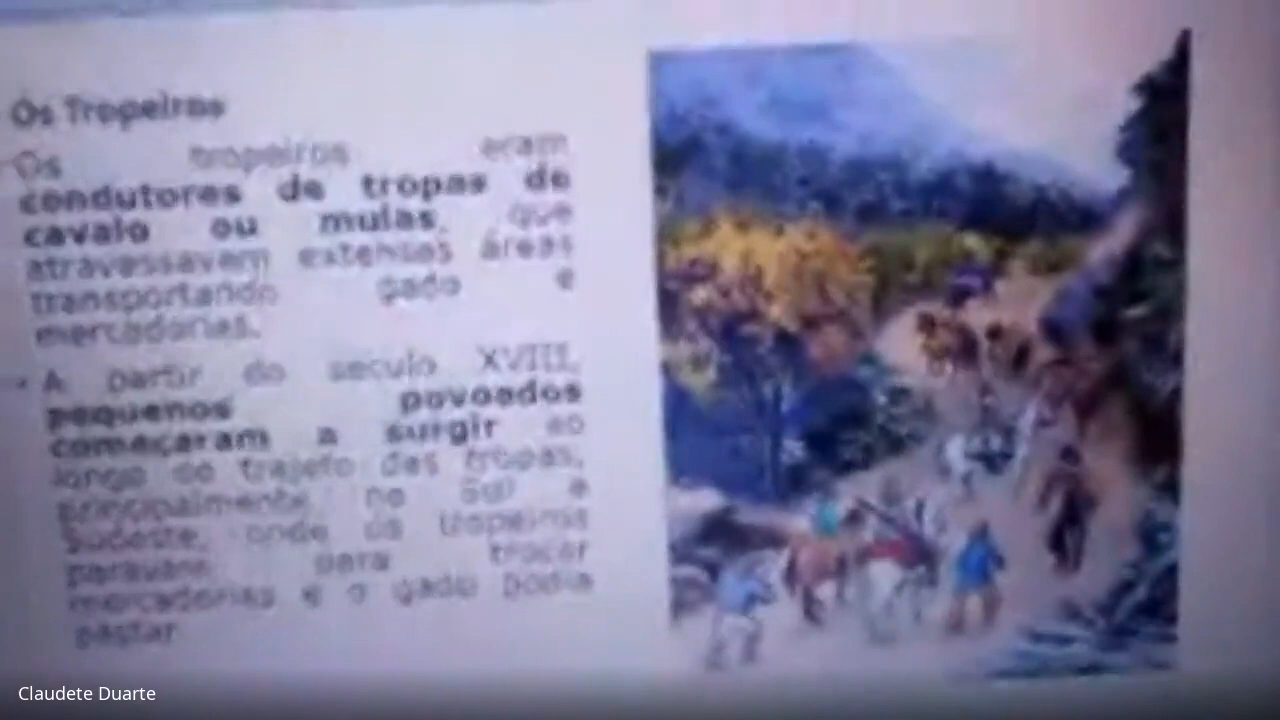 Os Tropeiros
Os tropeiros eram
condutores de tropas de
cavalo ou mulas, que
atravessavam extensas áreas
transportando gado e
mercadorias.
A partir do século XVIII,
pequenos povoados
começaram a surgir ao
longo do trajeto das tropas,
principalmente, no Sul e
Sudeste, onde os tropeiros
paravam para trocar
mercadorias e o gado podia
pastar
Claudete Duarte